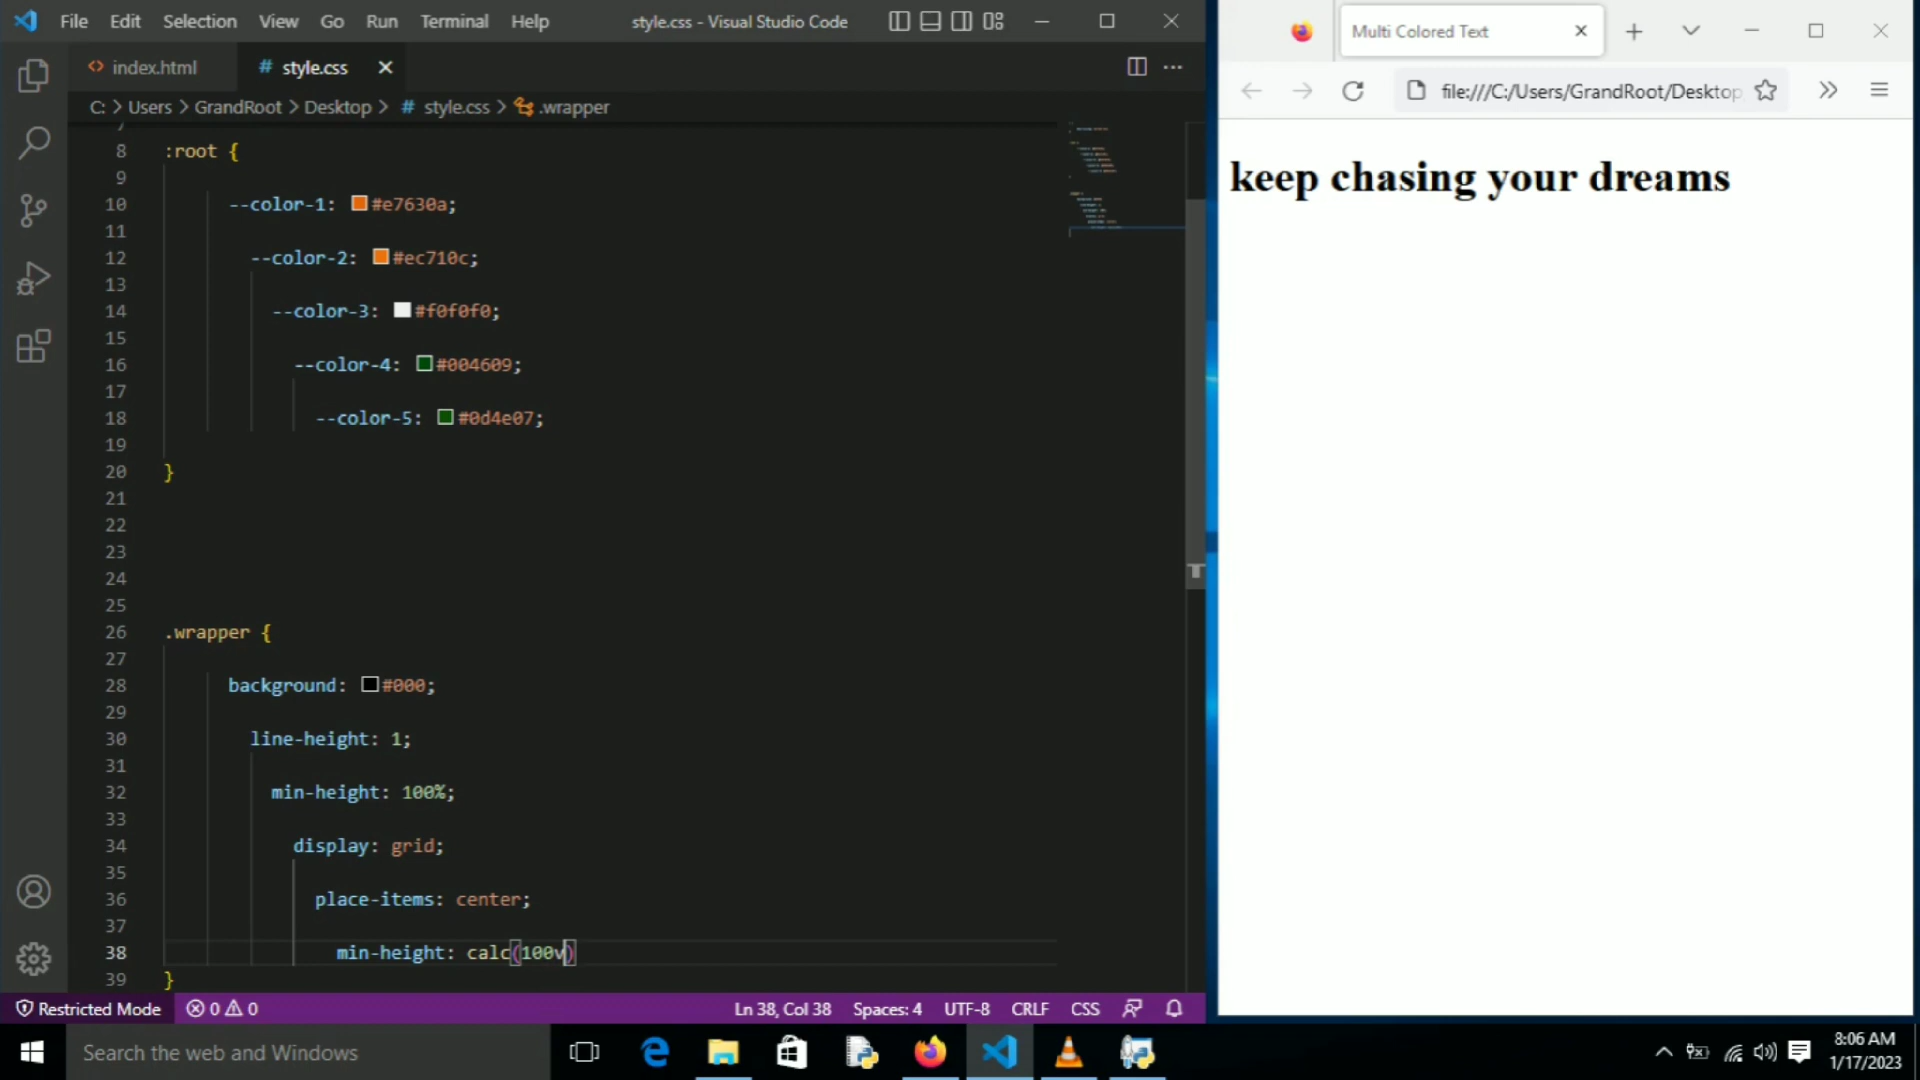 File Edit Selection View Go Run Terminal Help style.css - Visual Studio Code
index.html # style.css
C: > Users > GrandRoot > Desktop > # style.css > .wrapper
8 :root {
9
10 --color-1: #e7630a;
11
12 --color-2: #ec710c;
13
14 --color-3: #f0f0f0;
15
16 --color-4: #004609;
17
18 --color-5: #0d4e07;
19
20 }
21
22
23
24
25
26 .wrapper {
27
28 background: #000;
29
30 line-height: 1;
31
32 min-height: 100%;
33
34 display: grid;
35
36 place-items: center;
37
38 min-height: calc(100v)
39 }
Restricted Mode 0 0 Ln 38, Col 38 Spaces: 4 UTF-8 CRLF CSS
Multi Colored Text
file:///C:/Users/GrandRoot/Desktop
keep chasing your dreams
Search the web and Windows
8:06 AM
1/17/2023